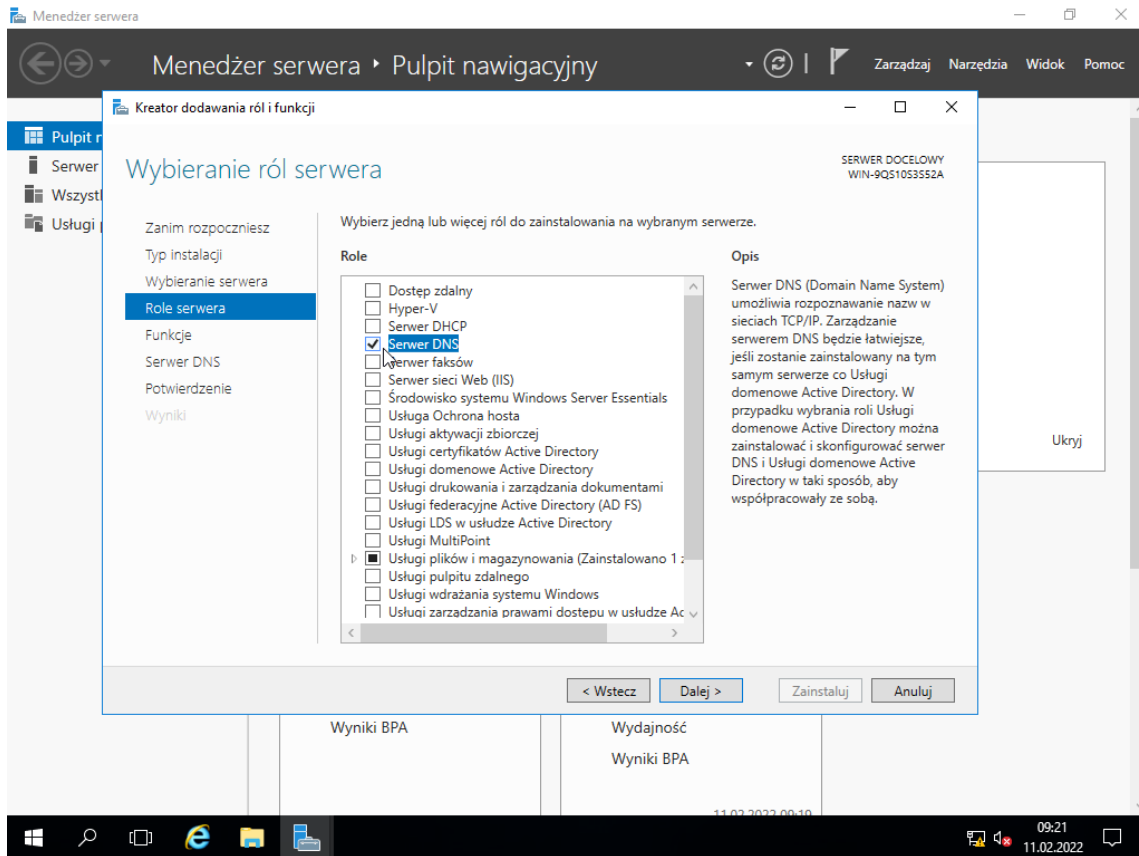 Menedżer serwera
Menedżer serwera ‣ Pulpit nawigacyjny
Zarządzaj Narzędzia Widok Pomoc
Kreator dodawania ról i funkcji
Pulpit
Serwer
Usługi
Wybieranie ról serwera
SERWER DOCELOWY
WIN-9QS10S3S52A
Zanim rozpoczniesz
Typ instalacji
Wybieranie serwera
Role serwera
Funkcje
Serwer DNS
Potwierdzenie
Wyniki
Wybierz jedną lub więcej ról do zainstalowania na wybranym serwerze.
Role
Dostęp zdalny
Hyper-V
Serwer DHCP
Serwer DNS
Serwer faksów
Serwer sieci Web (IIS)
Środowisko systemu Windows Server Essentials
Usługa Ochrona hosta
Usługi aktywacji zbiorczej
Usługi certyfikatów Active Directory
Usługi domenowe Active Directory
Usługi drukowania i zarządzania dokumentami
Usługi federacyjne Active Directory (AD FS)
Usługi LDS w usłudze Active Directory
Usługi MultiPoint
Usługi plików i magazynowania (Zainstalowano 1 z
Usługi pulpitu zdalnego
Usługi wdrażania systemu Windows
Usługi zarządzania prawami dostępu w usłudze Ac
Opis
Serwer DNS (Domain Name System)
umożliwia rozpoznawanie nazw w
sieciach TCP/IP. Zarządzanie
serwerem DNS będzie łatwiejsze,
jeśli zostanie zainstalowany na tym
samym serwerze co Usługi
domenowe Active Directory. W
przypadku wybrania roli Usługi
domenowe Active Directory można
zainstalować i skonfigurować serwer
DNS i Usługi domenowe Active
Directory w taki sposób, aby
współpracowały ze sobą.
Ukryj
< Wstecz
Dalej >
Zainstaluj
Anuluj
Wyniki BPA
Wydajność
Wyniki BPA
11.02.2022 09:19
09:21
11.02.2022